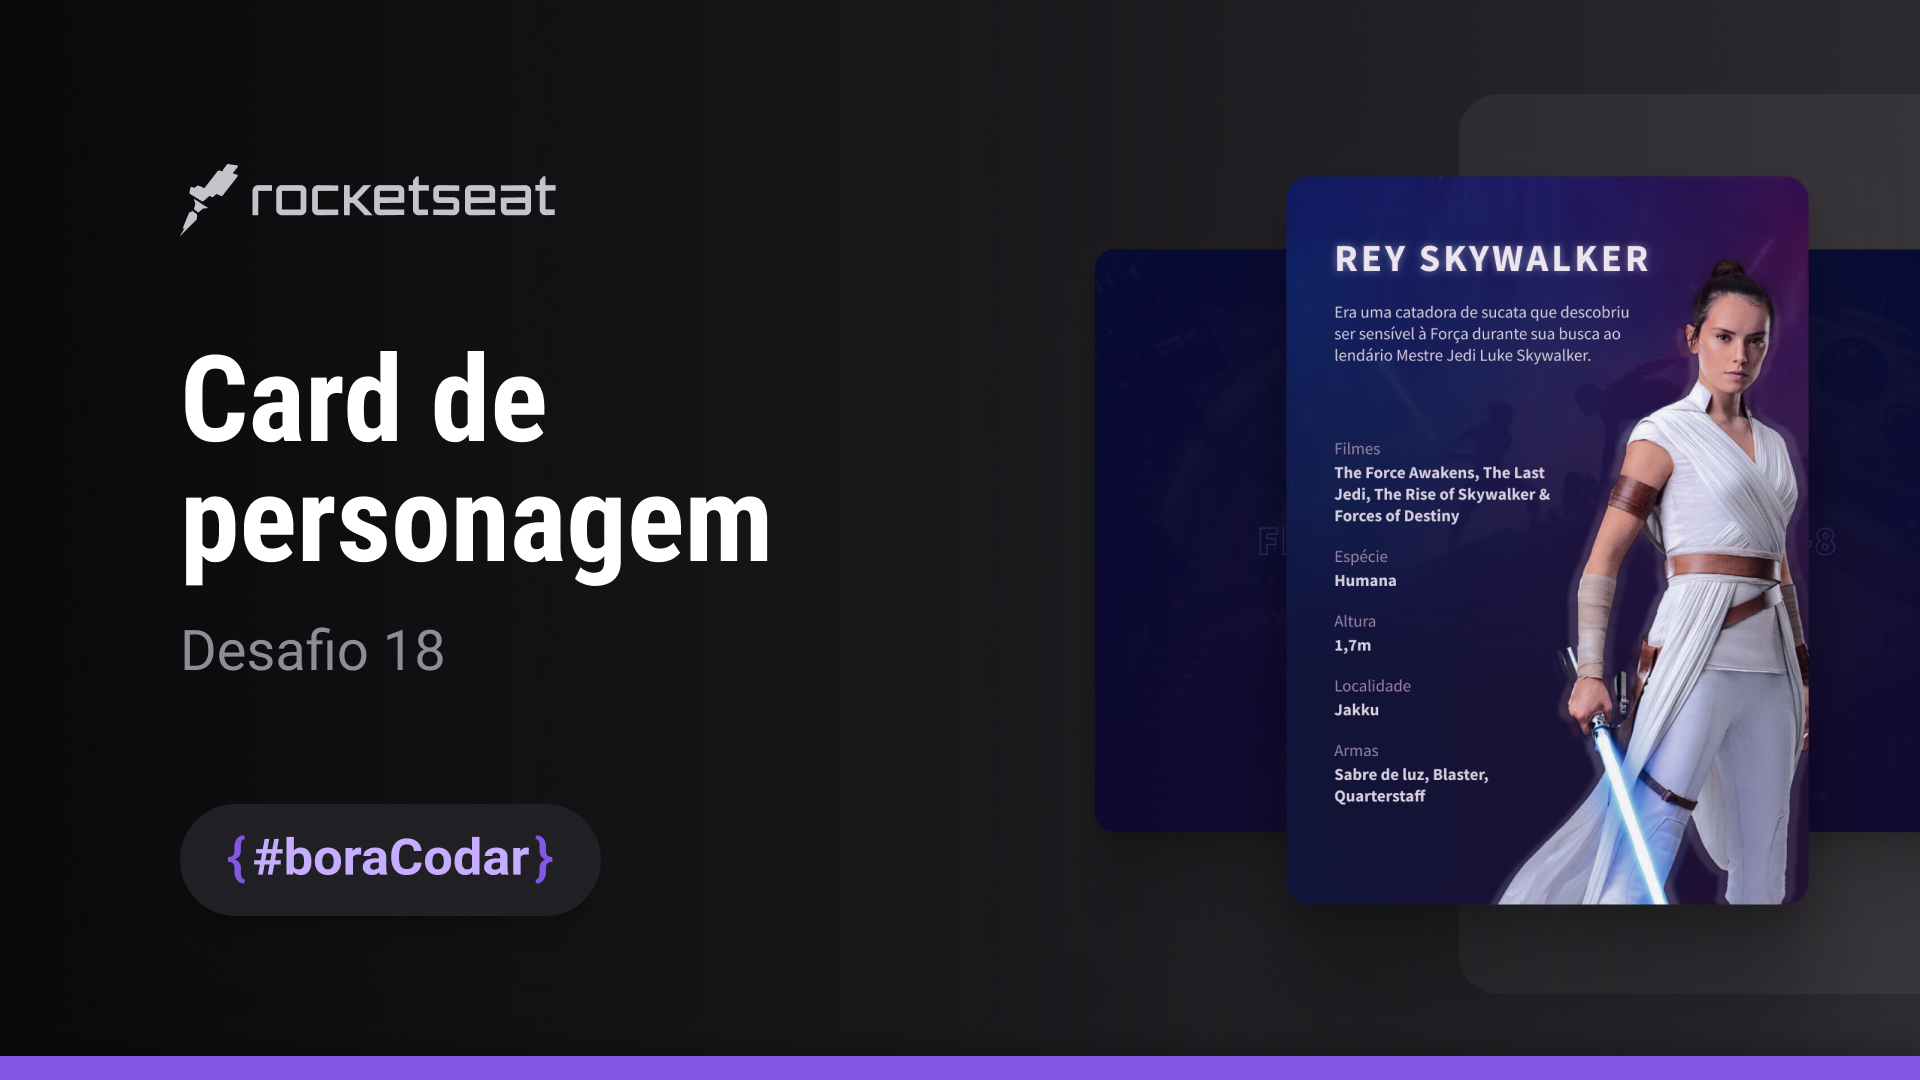 rocketseat
Card de
personagem
Desafio 18
{#boraCodar}
REY SKYWALKER
Era uma catadora de sucata que descobriu
ser sensível à Força durante sua busca ao
lendário Mestre Jedi Luke Skywalker.
Filmes
The Force Awakens, The Last
Jedi, The Rise of Skywalker &
Forces of Destiny
Espécie
Humana
Altura
1,7m
Localidade
Jakku
Armas
Sabre de luz, Blaster,
Quarterstaff